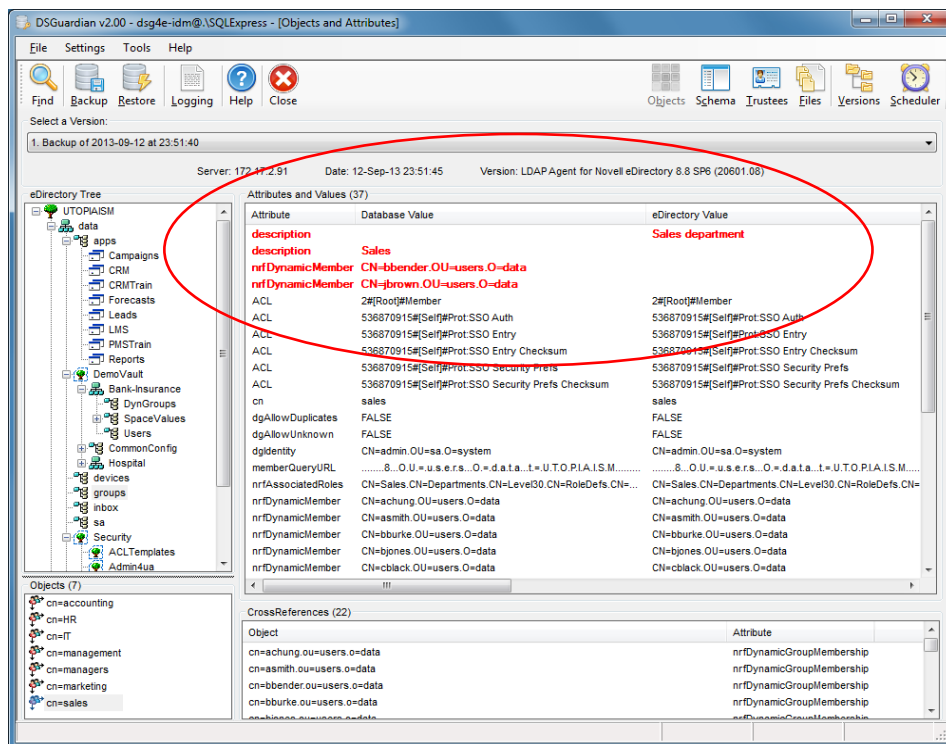 DSGuardian v2.00 - dsg4e-idm@.\SQLExpress - [Objects and Attributes]
File Settings Tools Help
Find Backup Restore Logging Help Close Objects Schema Trustees Files Versions Scheduler
Select a Version:
1. Backup of 2013-09-12 at 23:51:40
Server: 172.17.2.91 Date: 12-Sep-13 23:51:45 Version: LDAP Agent for Novell eDirectory 8.8 SP6 (20601.08)
eDirectory Tree
UTOPIAISM
data
apps
Campaigns
CRM
CRMTrain
Forecasts
Leads
LMS
PMSTrain
Reports
DemoVault
Bank-Insurance
DynGroups
SpaceValues
Users
CommonConfig
Hospital
devices
groups
inbox
sa
Security
ACLTemplates
Admin4ua
Objects (7)
cn=accounting
cn=HR
cn=IT
cn=management
cn=managers
cn=marketing
cn=sales
Attributes and Values (37)
Attribute Database Value eDirectory Value
description Sales department
description Sales
nrfDynamicMember CN=bbender.OU=users.O=data
nrfDynamicMember CN=jbrown.OU=users.O=data
ACL 2#[Root]#Member 2#[Root]#Member
ACL 536870915#[Self]#Prot:SSO Auth 536870915#[Self]#Prot:SSO Auth
ACL 536870915#[Self]#Prot:SSO Entry 536870915#[Self]#Prot:SSO Entry
ACL 536870915#[Self]#Prot:SSO Entry Checksum 536870915#[Self]#Prot:SSO Entry Checksum
ACL 536870915#[Self]#Prot:SSO Security Prefs 536870915#[Self]#Prot:SSO Security Prefs
ACL 536870915#[Self]#Prot:SSO Security Prefs Checksum 536870915#[Self]#Prot:SSO Security Prefs Checksum
cn sales sales
dgAllowDuplicates FALSE FALSE
dgAllowUnknown FALSE FALSE
dgIdentity CN=admin.OU=sa.O=system CN=admin.OU=sa.O=system
memberQueryURL ........8...O.U.=.u.s.e.r.s...O.=.d.a.t.a...t.=.U.T.O.P.I.A.I.S.M........ ........8...O.U.=.u.s.e.r.s...O.=.d.a.t.a...t.=.U.T.O.P.I.A.I.S.M.....
nrfAssociatedRoles CN=Sales.CN=Departments.CN=Level30.CN=RoleDefs.CN=... CN=Sales.CN=Departments.CN=Level30.CN=RoleDefs.CN=
nrfDynamicMember CN=achung.OU=users.O=data CN=achung.OU=users.O=data
nrfDynamicMember CN=asmith.OU=users.O=data CN=asmith.OU=users.O=data
nrfDynamicMember CN=bburke.OU=users.O=data CN=bburke.OU=users.O=data
nrfDynamicMember CN=bjones.OU=users.O=data CN=bjones.OU=users.O=data
nrfDynamicMember CN=cblack.OU=users.O=data CN=cblack.OU=users.O=data
CrossReferences (22)
Object Attribute
cn=achung.ou=users.o=data nrfDynamicGroupMembership
cn=asmith.ou=users.o=data nrfDynamicGroupMembership
cn=bbender.ou=users.o=data nrfDynamicGroupMembership
cn=bburke.ou=users.o=data nrfDynamicGroupMembership
cn=bjones.ou=users.o=data nrfDynamicGroupMembership